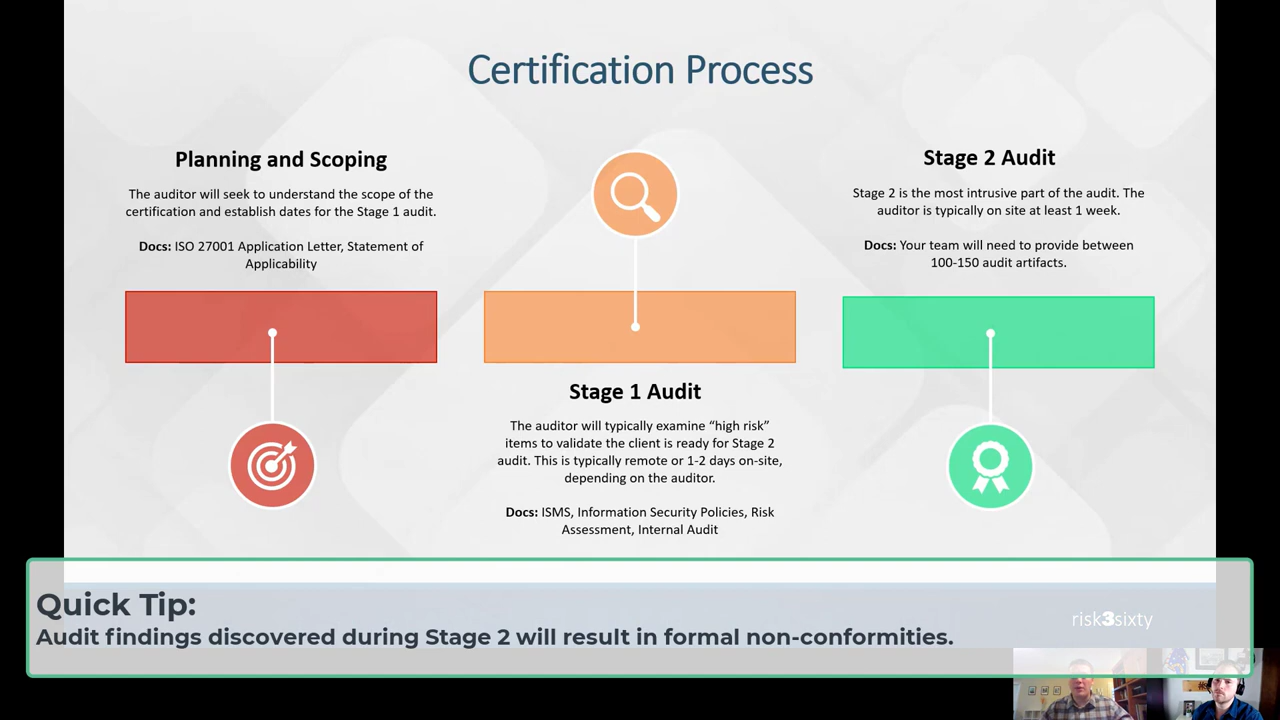 Certification Process
Planning and Scoping
The auditor will seek to understand the scope of the
certification and establish dates for the Stage 1 audit.
Docs: ISO 27001 Application Letter, Statement of
Applicability
Stage 1 Audit
The auditor will typically examine “high risk”
items to validate the client is ready for Stage 2
audit. This is typically remote or 1-2 days on-site,
depending on the auditor.
Docs: ISMS, Information Security Policies, Risk
Assessment, Internal Audit
Stage 2 Audit
Stage 2 is the most intrusive part of the audit. The
auditor is typically on site at least 1 week.
Docs: Your team will need to provide between
100-150 audit artifacts.
Quick Tip:
Audit findings discovered during Stage 2 will result in formal non-conformities.
risk3sixty